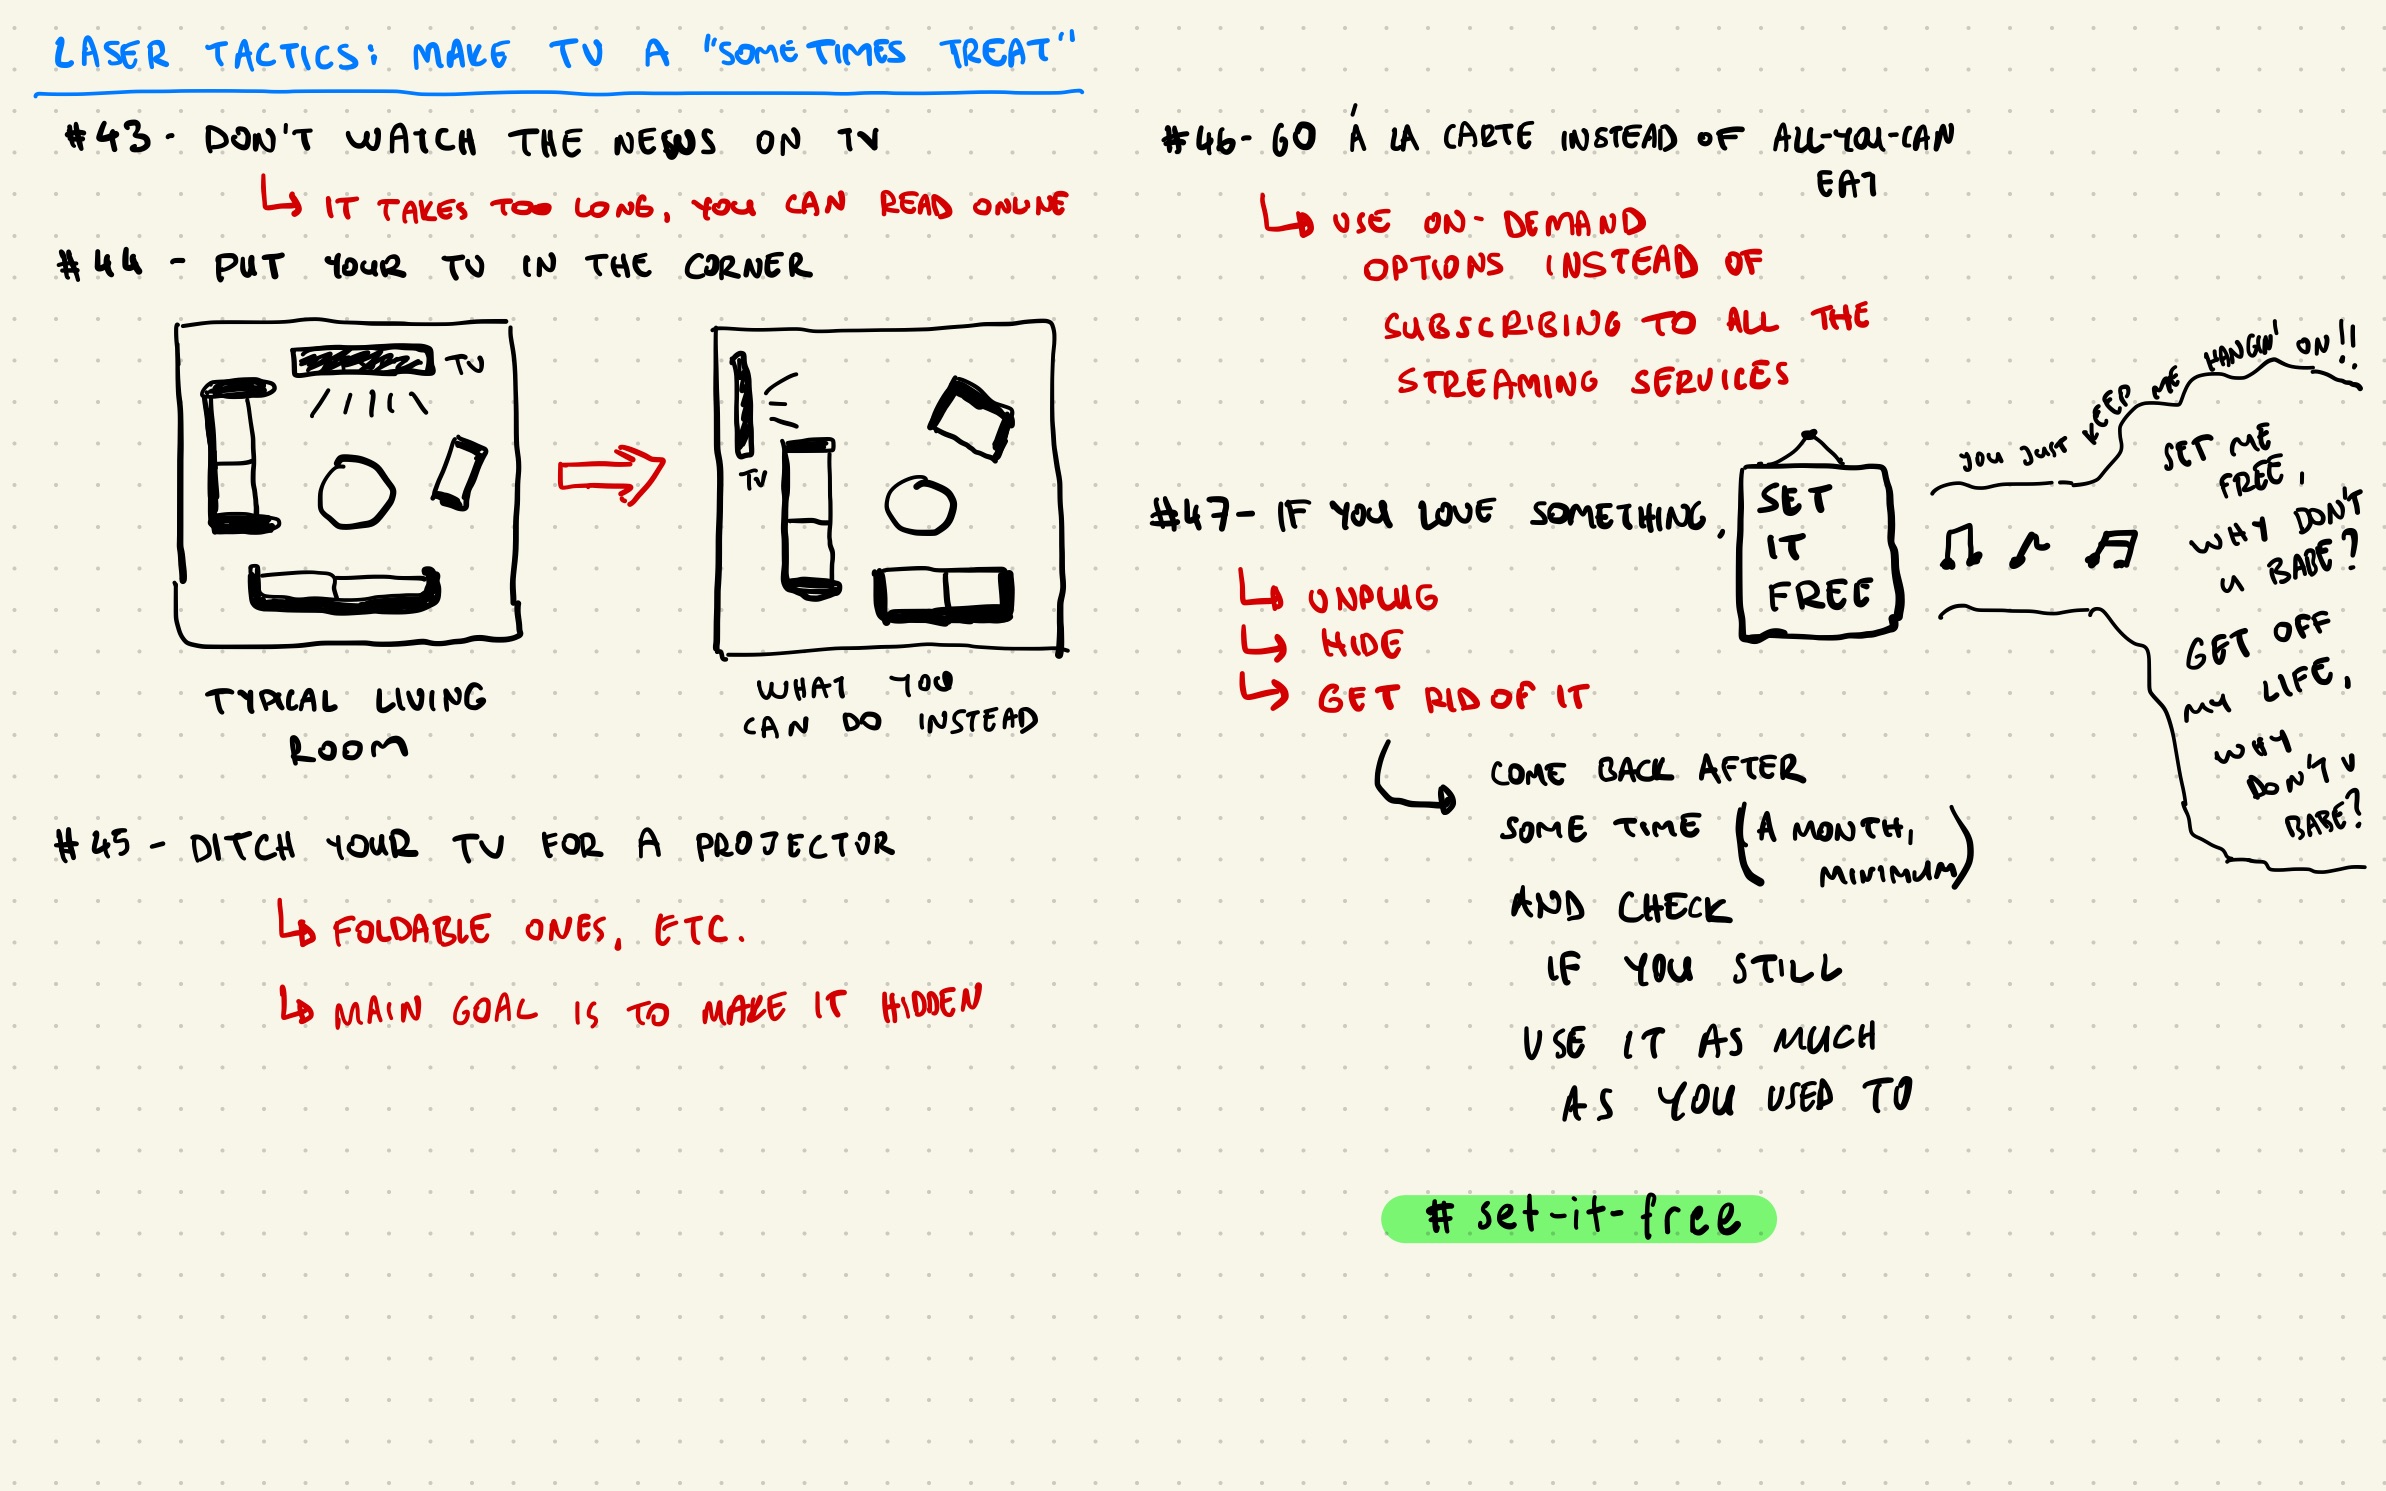 LASER TACTICS: MAKE TV A "SOMETIMES TREAT"
#43 - DON'T WATCH THE NEWS ON TV
IT TAKES TOO LONG, YOU CAN READ ONLINE
#44 - PUT YOUR TV IN THE CORNER
TV
TYPICAL LIVING
ROOM
TV
WHAT YOU
CAN DO INSTEAD
#45 - DITCH YOUR TV FOR A PROJECTOR
FOLDABLE ONES, ETC.
MAIN GOAL IS TO MAKE IT HIDDEN
#46 - GO Á LA CARTE INSTEAD OF ALL-YOU-CAN
EAT
USE ON-DEMAND
OPTIONS INSTEAD OF
SUBSCRIBING TO ALL THE
STREAMING SERVICES
#47 - IF YOU LOVE SOMETHING,
SET
IT
FREE
YOU JUST KEEP ME HANGIN' ON!!
SET ME
FREE,
WHY DON'T
U BABE?
GET OFF
MY LIFE,
WHY
DON'T U
BABE?
UNPLUG
HIDE
GET RID OF IT
COME BACK AFTER
SOME TIME (A MONTH,
MINIMUM)
AND CHECK
IF YOU STILL
USE IT AS MUCH
AS YOU USED TO
# set-it-free